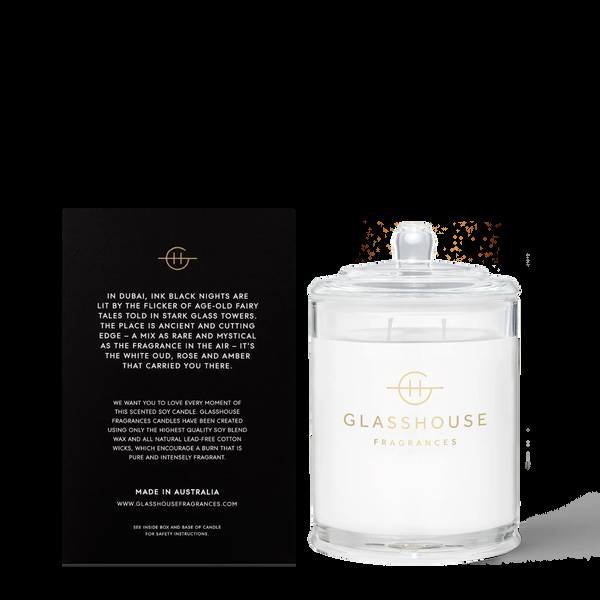 IN DUBAI, INK BLACK NIGHTS ARE
LIT BY THE FLICKER OF AGE-OLD FAIRY
TALES TOLD IN STARK GLASS TOWERS.
THE PLACE IS ANCIENT AND CUTTING
EDGE – A MIX AS RARE AND MYSTICAL
AS THE FRAGRANCE IN THE AIR – IT'S
THE WHITE OUD, ROSE AND AMBER
THAT CARRIED YOU THERE.
WE WANT YOU TO LOVE EVERY MOMENT OF
THIS SCENTED SOY CANDLE. GLASSHOUSE
FRAGRANCES CANDLES HAVE BEEN CREATED
USING ONLY THE HIGHEST QUALITY SOY BLEND
WAX AND ALL NATURAL LEAD-FREE COTTON
WICKS, WHICH ENCOURAGE A BURN THAT IS
PURE AND INTENSELY FRAGRANT.
MADE IN AUSTRALIA
WWW.GLASSHOUSEFRAGRANCES.COM
SEE INSIDE BOX AND BASE OF CANDLE
FOR SAFETY INSTRUCTIONS.
GLASSHOUSE
FRAGRANCES